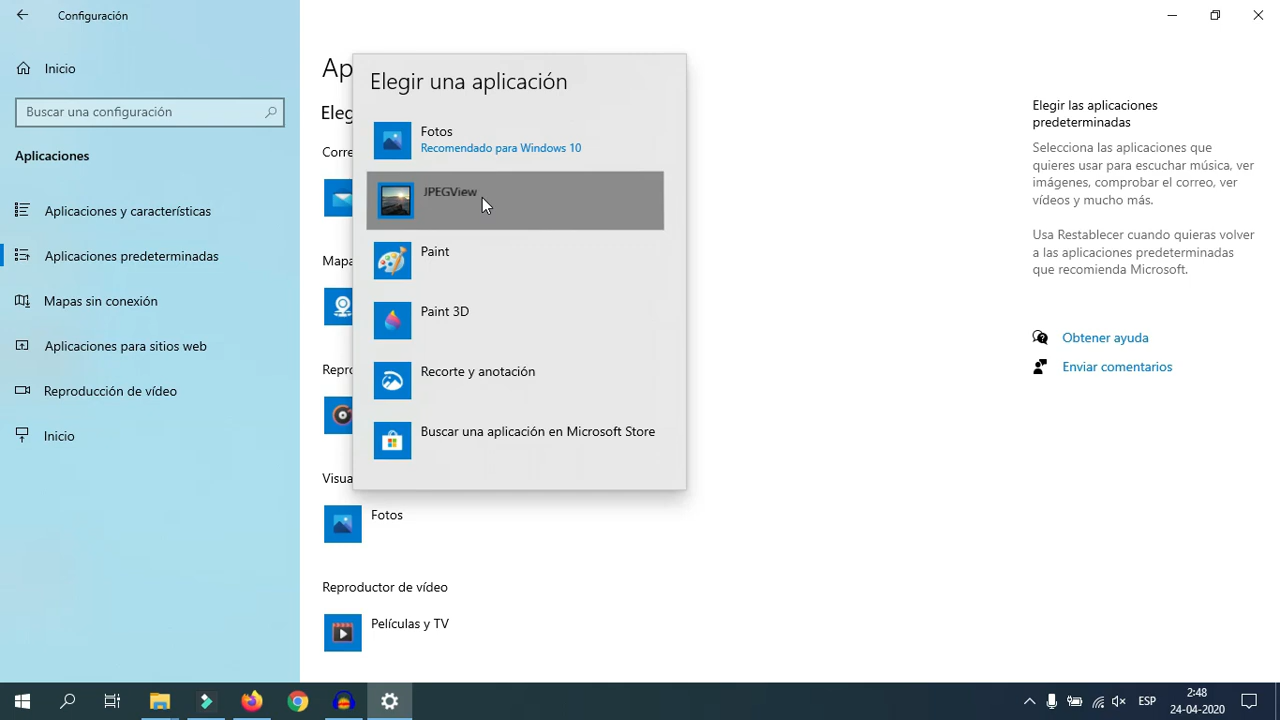 Configuración
Inicio
Buscar una configuración
Aplicaciones
Aplicaciones y características
Aplicaciones predeterminadas
Mapas sin conexión
Aplicaciones para sitios web
Reproducción de vídeo
Inicio
Ap
Eleg
Corre
Mapa
Repro
Visua
Fotos
Reproductor de vídeo
Películas y TV
Elegir una aplicación
Fotos
Recomendado para Windows 10
JPEGView
Paint
Paint 3D
Recorte y anotación
Buscar una aplicación en Microsoft Store
Elegir las aplicaciones
predeterminadas
Selecciona las aplicaciones que
quieres usar para escuchar música, ver
imágenes, comprobar el correo, ver
vídeos y mucho más.
Usa Restablecer cuando quieras volver
a las aplicaciones predeterminadas
que recomienda Microsoft.
Obtener ayuda
Enviar comentarios
ESP
2:48
24-04-2020